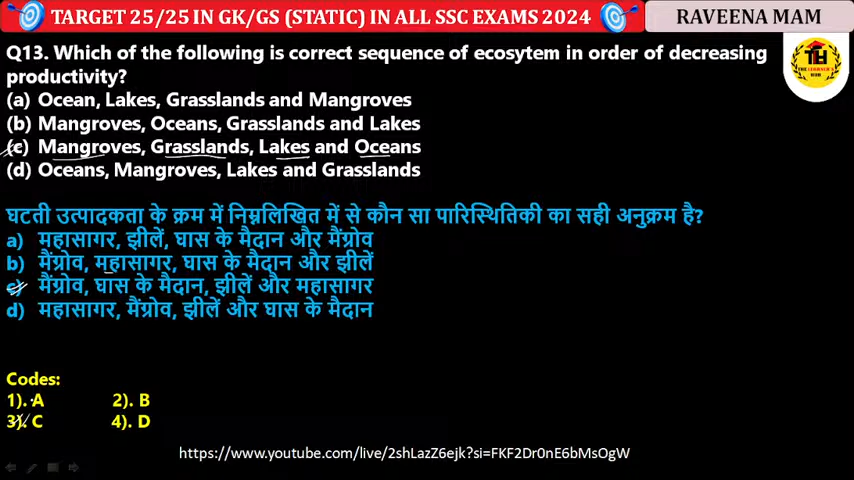 TARGET 25/25 IN GK/GS (STATIC) IN ALL SSC EXAMS 2024
RAVEENA MAM
Q13. Which of the following is correct sequence of ecosytem in order of decreasing
productivity?
(a) Ocean, Lakes, Grasslands and Mangroves
(b) Mangroves, Oceans, Grasslands and Lakes
(c) Mangroves, Grasslands, Lakes and Oceans
(d) Oceans, Mangroves, Lakes and Grasslands
घटती उत्पादकता के क्रम में निम्नलिखित में से कौन सा पारिस्थितिकी का सही अनुक्रम है?
a) महासागर, झीलें, घास के मैदान और मैंग्रोव
b) मैंग्रोव, महासागर, घास के मैदान और झीलें
c) मैंग्रोव, घास के मैदान, झीलें और महासागर
d) महासागर, मैंग्रोव, झीलें और घास के मैदान
Codes:
1). A 2). B
3). C 4). D
https://www.youtube.com/live/2shLazZ6ejk?si=FKF2Dr0nE6bMsOgW